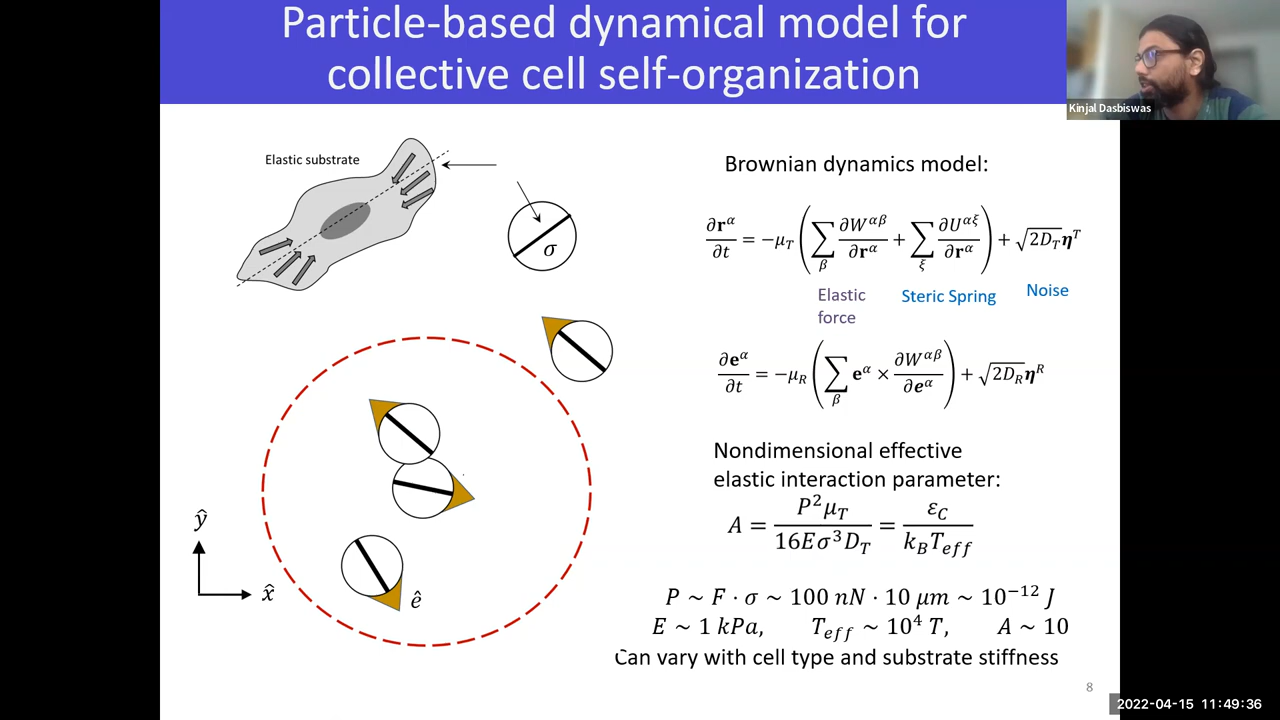 Particle-based dynamical model for
collective cell self-organization
Kinjal Dasbiswas
Elastic substrate
σ
ŷ
x̂
ê
Brownian dynamics model:
∂𝐫^α/∂t = −μ_T (∑_β ∂W^{αβ}/∂𝐫^α + ∑_ξ ∂U^{αξ}/∂𝐫^α) + √(2D_T) 𝛈^T
Elastic
force
Steric Spring
Noise
∂𝐞^α/∂t = −μ_R (∑_β 𝐞^α × ∂W^{αβ}/∂𝒆^α) + √(2D_R) 𝛈^R
Nondimensional effective
elastic interaction parameter:
A = P²μ_T/(16Eσ³D_T) = ε_C/(k_B T_eff)
P ~ F · σ ~ 100 nN · 10 μm ~ 10^{−12} J
E ~ 1 kPa, T_eff ~ 10⁴ T, A ~ 10
Can vary with cell type and substrate stiffness
8
2022-04-15 11:49:36